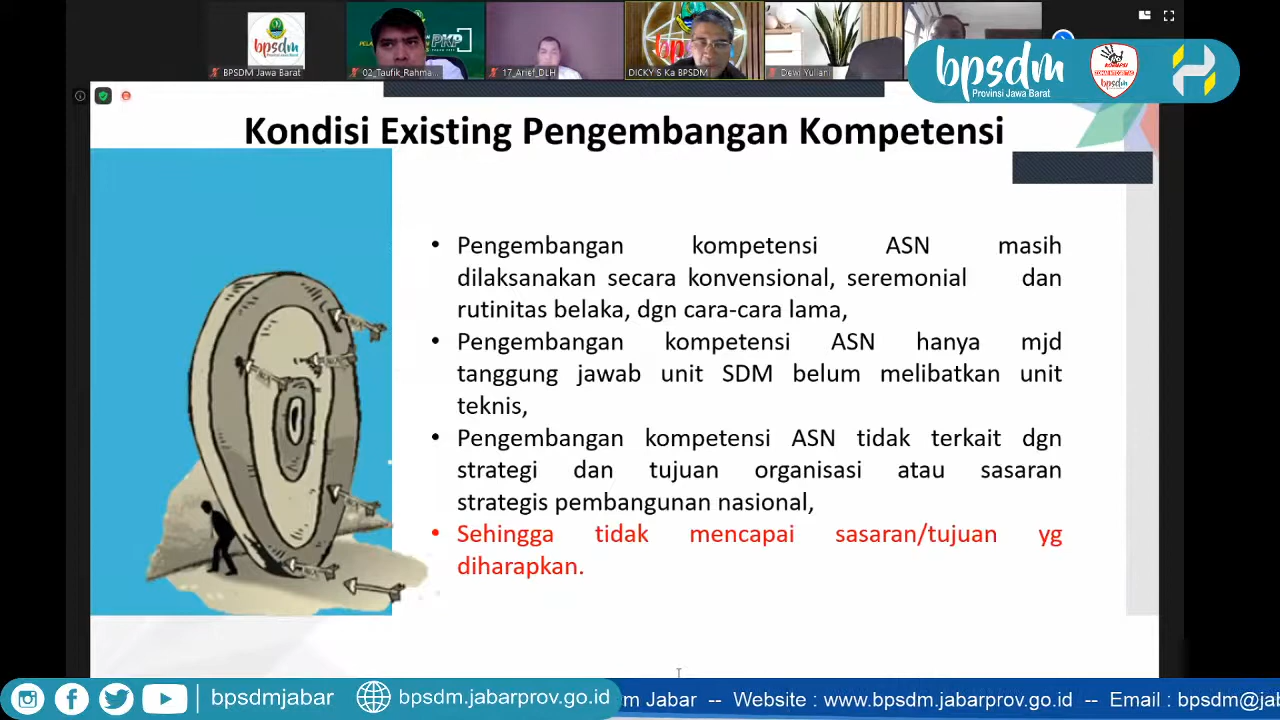 bpsdm
BPSDM Jawa Barat
02_Taufik_Rahma...
PKP
17_Arief_DLH
DICKY S Ka BPSDM
Dewi Yuliani
bpsdm
Provinsi Jawa Barat
bpsdm
Kondisi Existing Pengembangan Kompetensi
• Pengembangan kompetensi ASN masih
dilaksanakan secara konvensional, seremonial dan
rutinitas belaka, dgn cara-cara lama,
• Pengembangan kompetensi ASN hanya mjd
tanggung jawab unit SDM belum melibatkan unit
teknis,
• Pengembangan kompetensi ASN tidak terkait dgn
strategi dan tujuan organisasi atau sasaran
strategis pembangunan nasional,
• Sehingga tidak mencapai sasaran/tujuan yg
diharapkan.
bpsdmjabar
bpsdm.jabarprov.go.id
m Jabar -- Website : www.bpsdm.jabarprov.go.id -- Email : bpsdm@jab